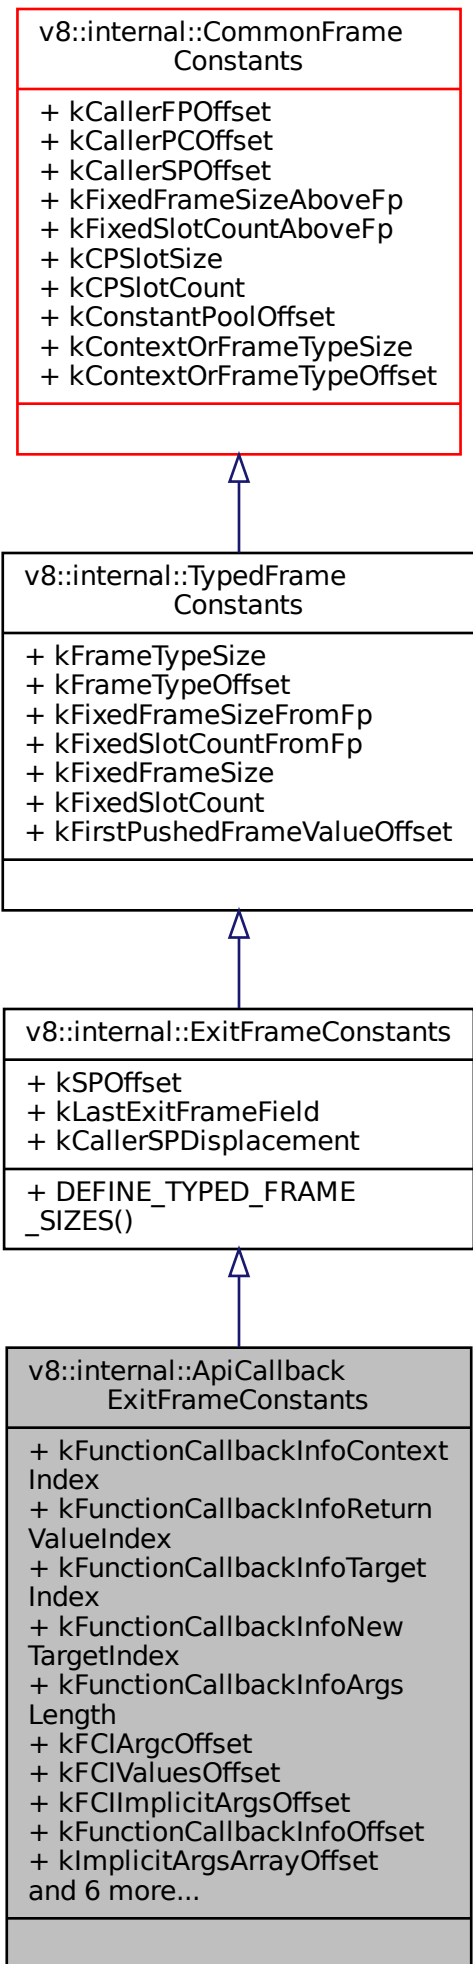 v8::internal::CommonFrame
Constants
+ kCallerFPOffset
+ kCallerPCOffset
+ kCallerSPOffset
+ kFixedFrameSizeAboveFp
+ kFixedSlotCountAboveFp
+ kCPSlotSize
+ kCPSlotCount
+ kConstantPoolOffset
+ kContextOrFrameTypeSize
+ kContextOrFrameTypeOffset
v8::internal::TypedFrame
Constants
+ kFrameTypeSize
+ kFrameTypeOffset
+ kFixedFrameSizeFromFp
+ kFixedSlotCountFromFp
+ kFixedFrameSize
+ kFixedSlotCount
+ kFirstPushedFrameValueOffset
v8::internal::ExitFrameConstants
+ kSPOffset
+ kLastExitFrameField
+ kCallerSPDisplacement
+ DEFINE_TYPED_FRAME
_SIZES()
v8::internal::ApiCallback
ExitFrameConstants
+ kFunctionCallbackInfoContext
Index
+ kFunctionCallbackInfoReturn
ValueIndex
+ kFunctionCallbackInfoTarget
Index
+ kFunctionCallbackInfoNew
TargetIndex
+ kFunctionCallbackInfoArgs
Length
+ kFCIArgcOffset
+ kFCIValuesOffset
+ kFCIImplicitArgsOffset
+ kFunctionCallbackInfoOffset
+ kImplicitArgsArrayOffset
and 6 more...